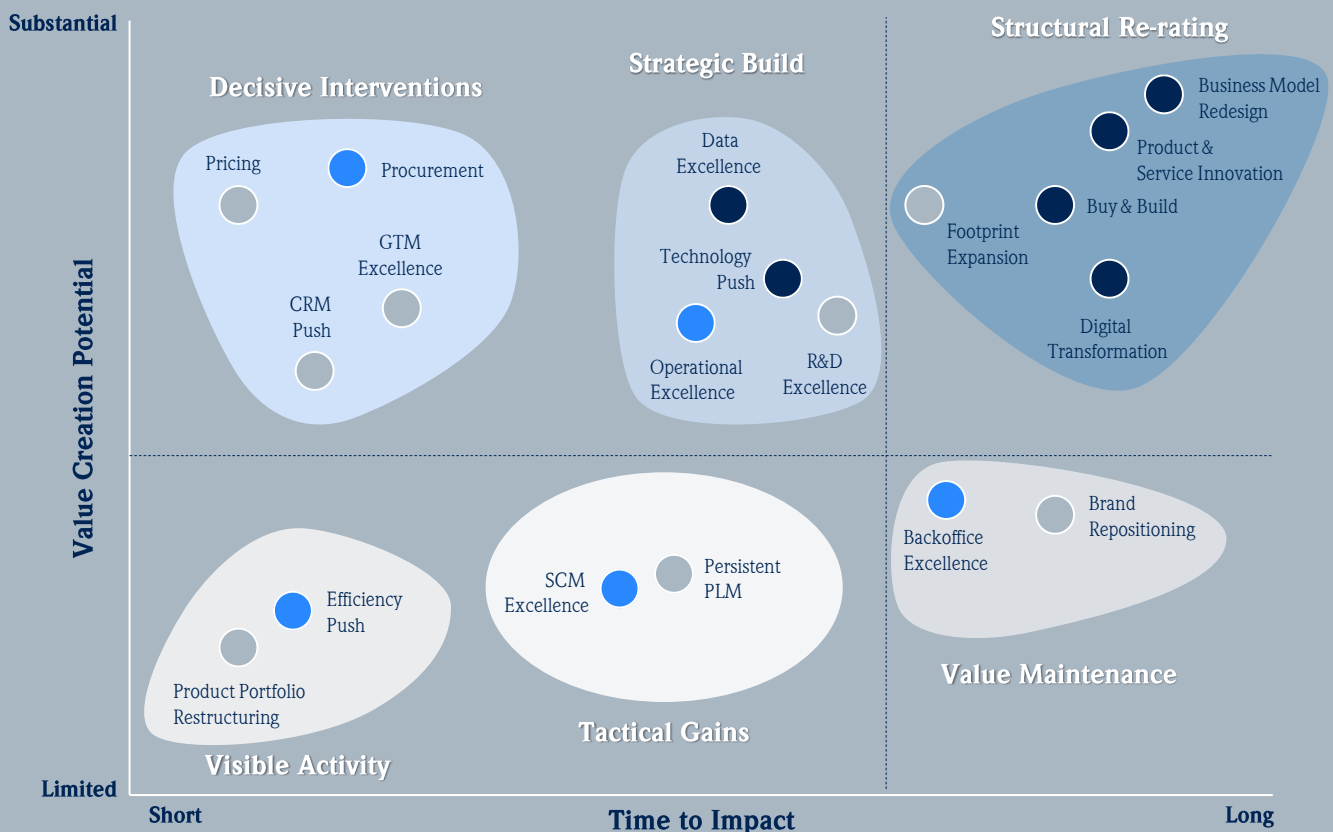 Substantial
Structural Re-rating
Strategic Build
Decisive Interventions
Business Model
Redesign
Product &
Service Innovation
Data
Excellence
Pricing
Procurement
Buy & Build
Footprint
Expansion
GTM
Excellence
Technology
Push
CRM
Push
Digital
Transformation
Operational
Excellence
R&D
Excellence
Value Creation Potential
Brand
Repositioning
Backoffice
Excellence
SCM
Excellence
Persistent
PLM
Efficiency
Push
Product Portfolio
Restructuring
Value Maintenance
Tactical Gains
Visible Activity
Limited
Short
Time to Impact
Long